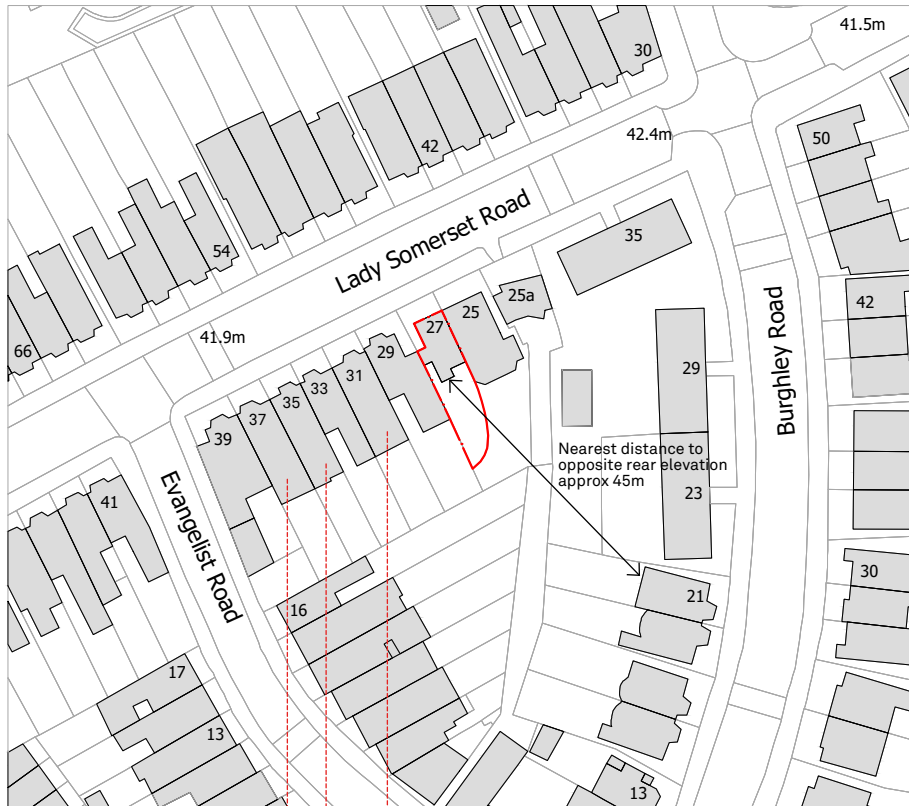 41.5m
30
42.4m
50
42
54
Lady Somerset Road
35
25a
42
66
41.9m
27
25
29
31
33
35
37
39
29
Burghley Road
Nearest distance to
opposite rear elevation
approx 45m
23
41
Evangelist Road
30
21
16
17
13
13